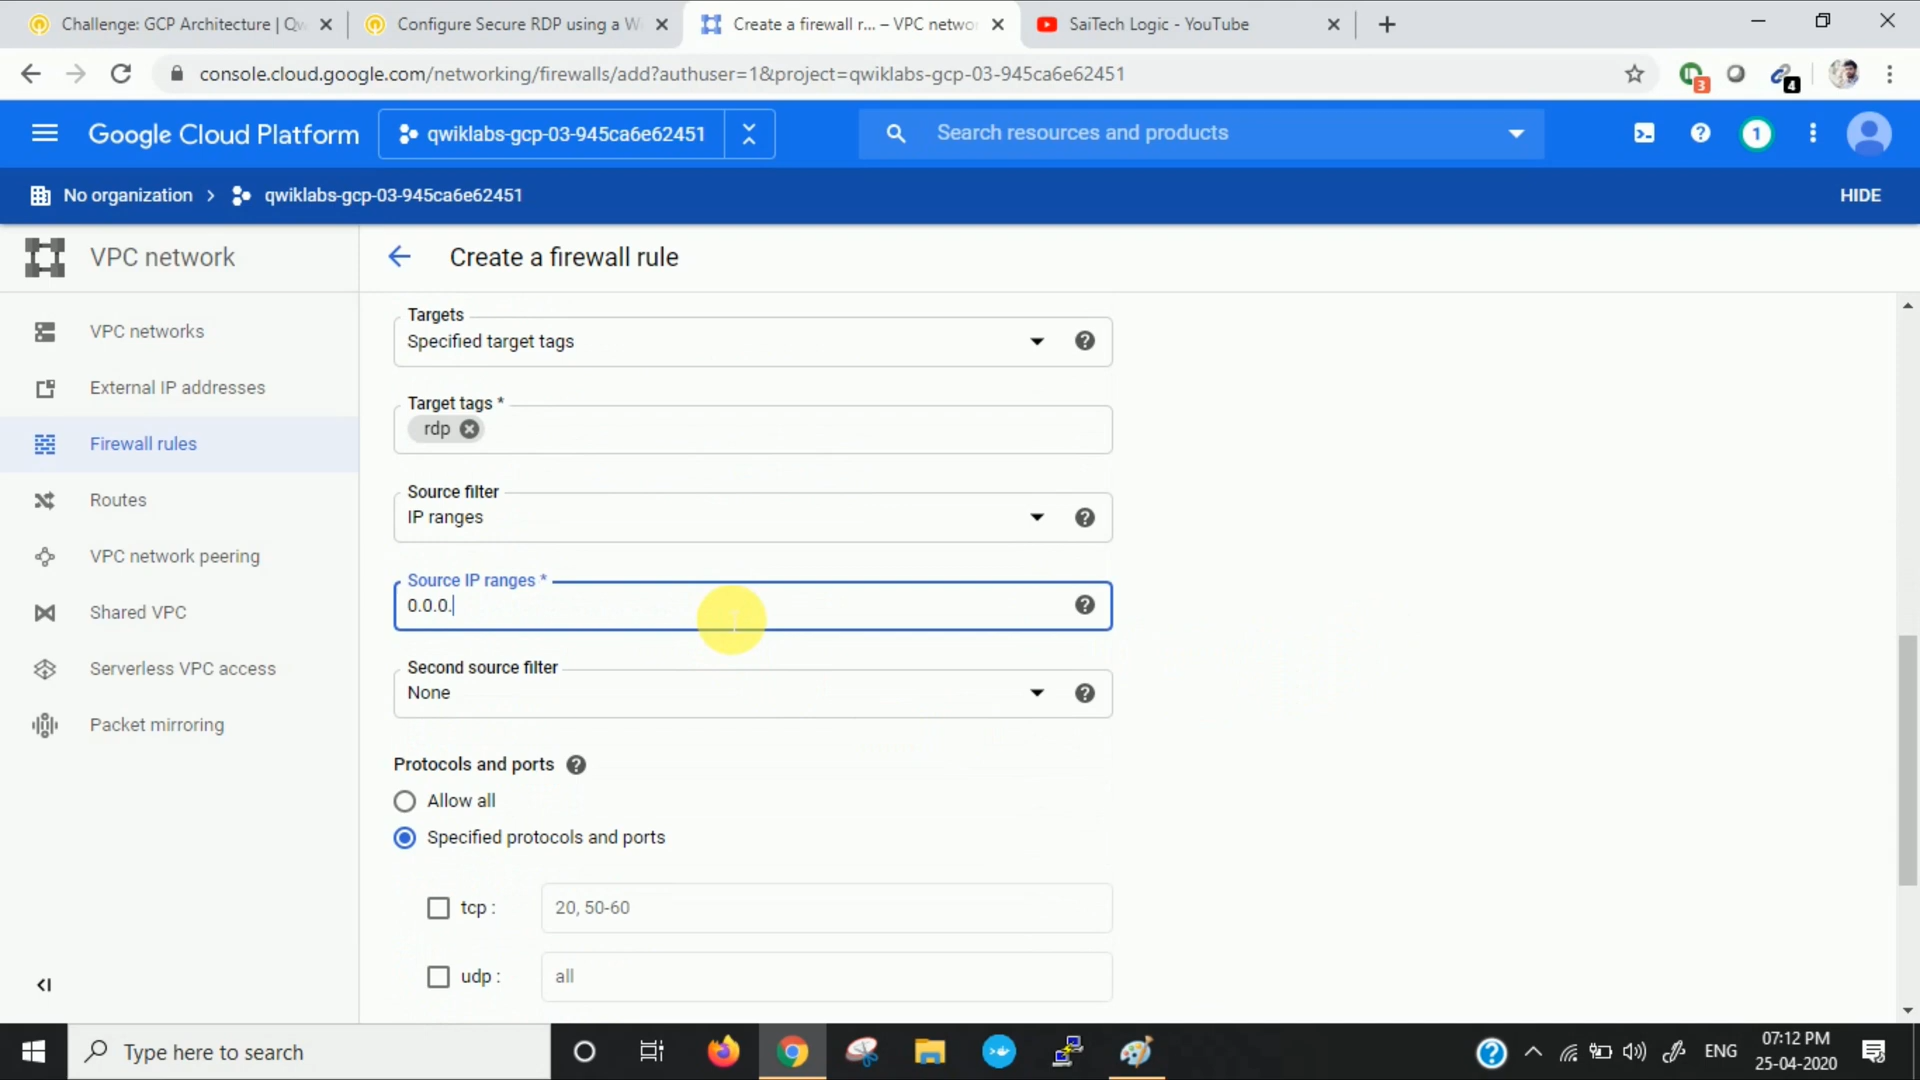 Challenge: GCP Architecture | Qw
Configure Secure RDP using a W
Create a firewall r... – VPC networ
SaiTech Logic - YouTube
console.cloud.google.com/networking/firewalls/add?authuser=1&project=qwiklabs-gcp-03-945ca6e62451
3
4
Google Cloud Platform
qwiklabs-gcp-03-945ca6e62451
Search resources and products
1
No organization
qwiklabs-gcp-03-945ca6e62451
HIDE
VPC network
Create a firewall rule
VPC networks
External IP addresses
Firewall rules
Routes
VPC network peering
Shared VPC
Serverless VPC access
Packet mirroring
Targets
Specified target tags
Target tags *
rdp
Source filter
IP ranges
Source IP ranges *
0.0.0.
Second source filter
None
Protocols and ports
Allow all
Specified protocols and ports
tcp :
20, 50-60
udp :
all
Type here to search
ENG
07:12 PM
25-04-2020